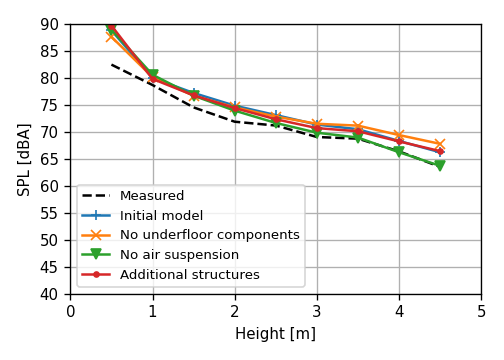 90
85
80
75
70
65
60
55
50
45
40
SPL [dBA]
Measured
Initial model
No underfloor components
No air suspension
Additional structures
0 1 2 3 4 5
Height [m]